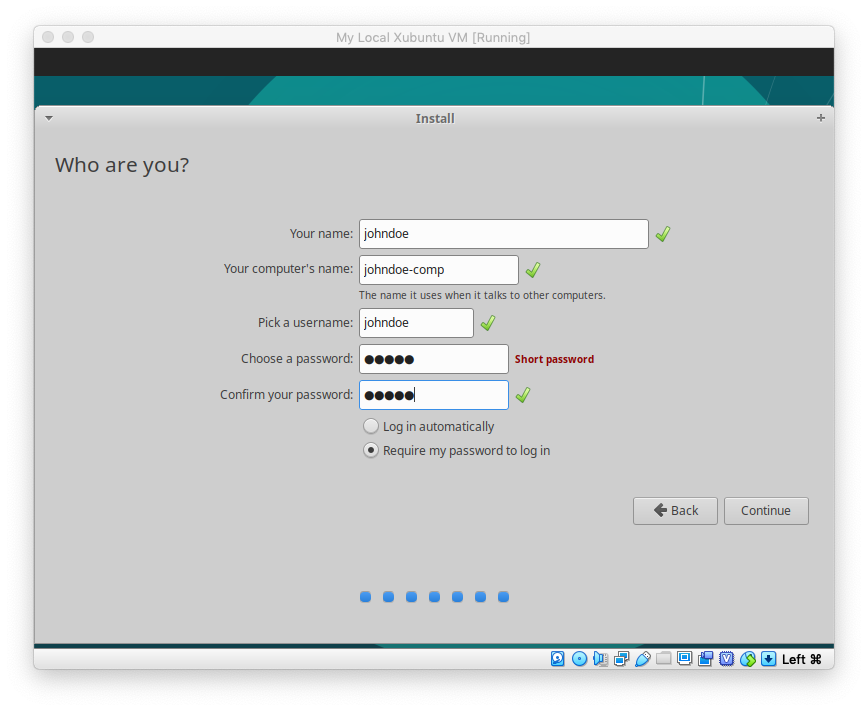 My Local Xubuntu VM [Running]
Install
Who are you?
Your name: johndoe
Your computer's name: johndoe-comp
The name it uses when it talks to other computers.
Pick a username: johndoe
Choose a password: ●●●●● Short password
Confirm your password: ●●●●●
Log in automatically
Require my password to log in
Back Continue
Left ⌘